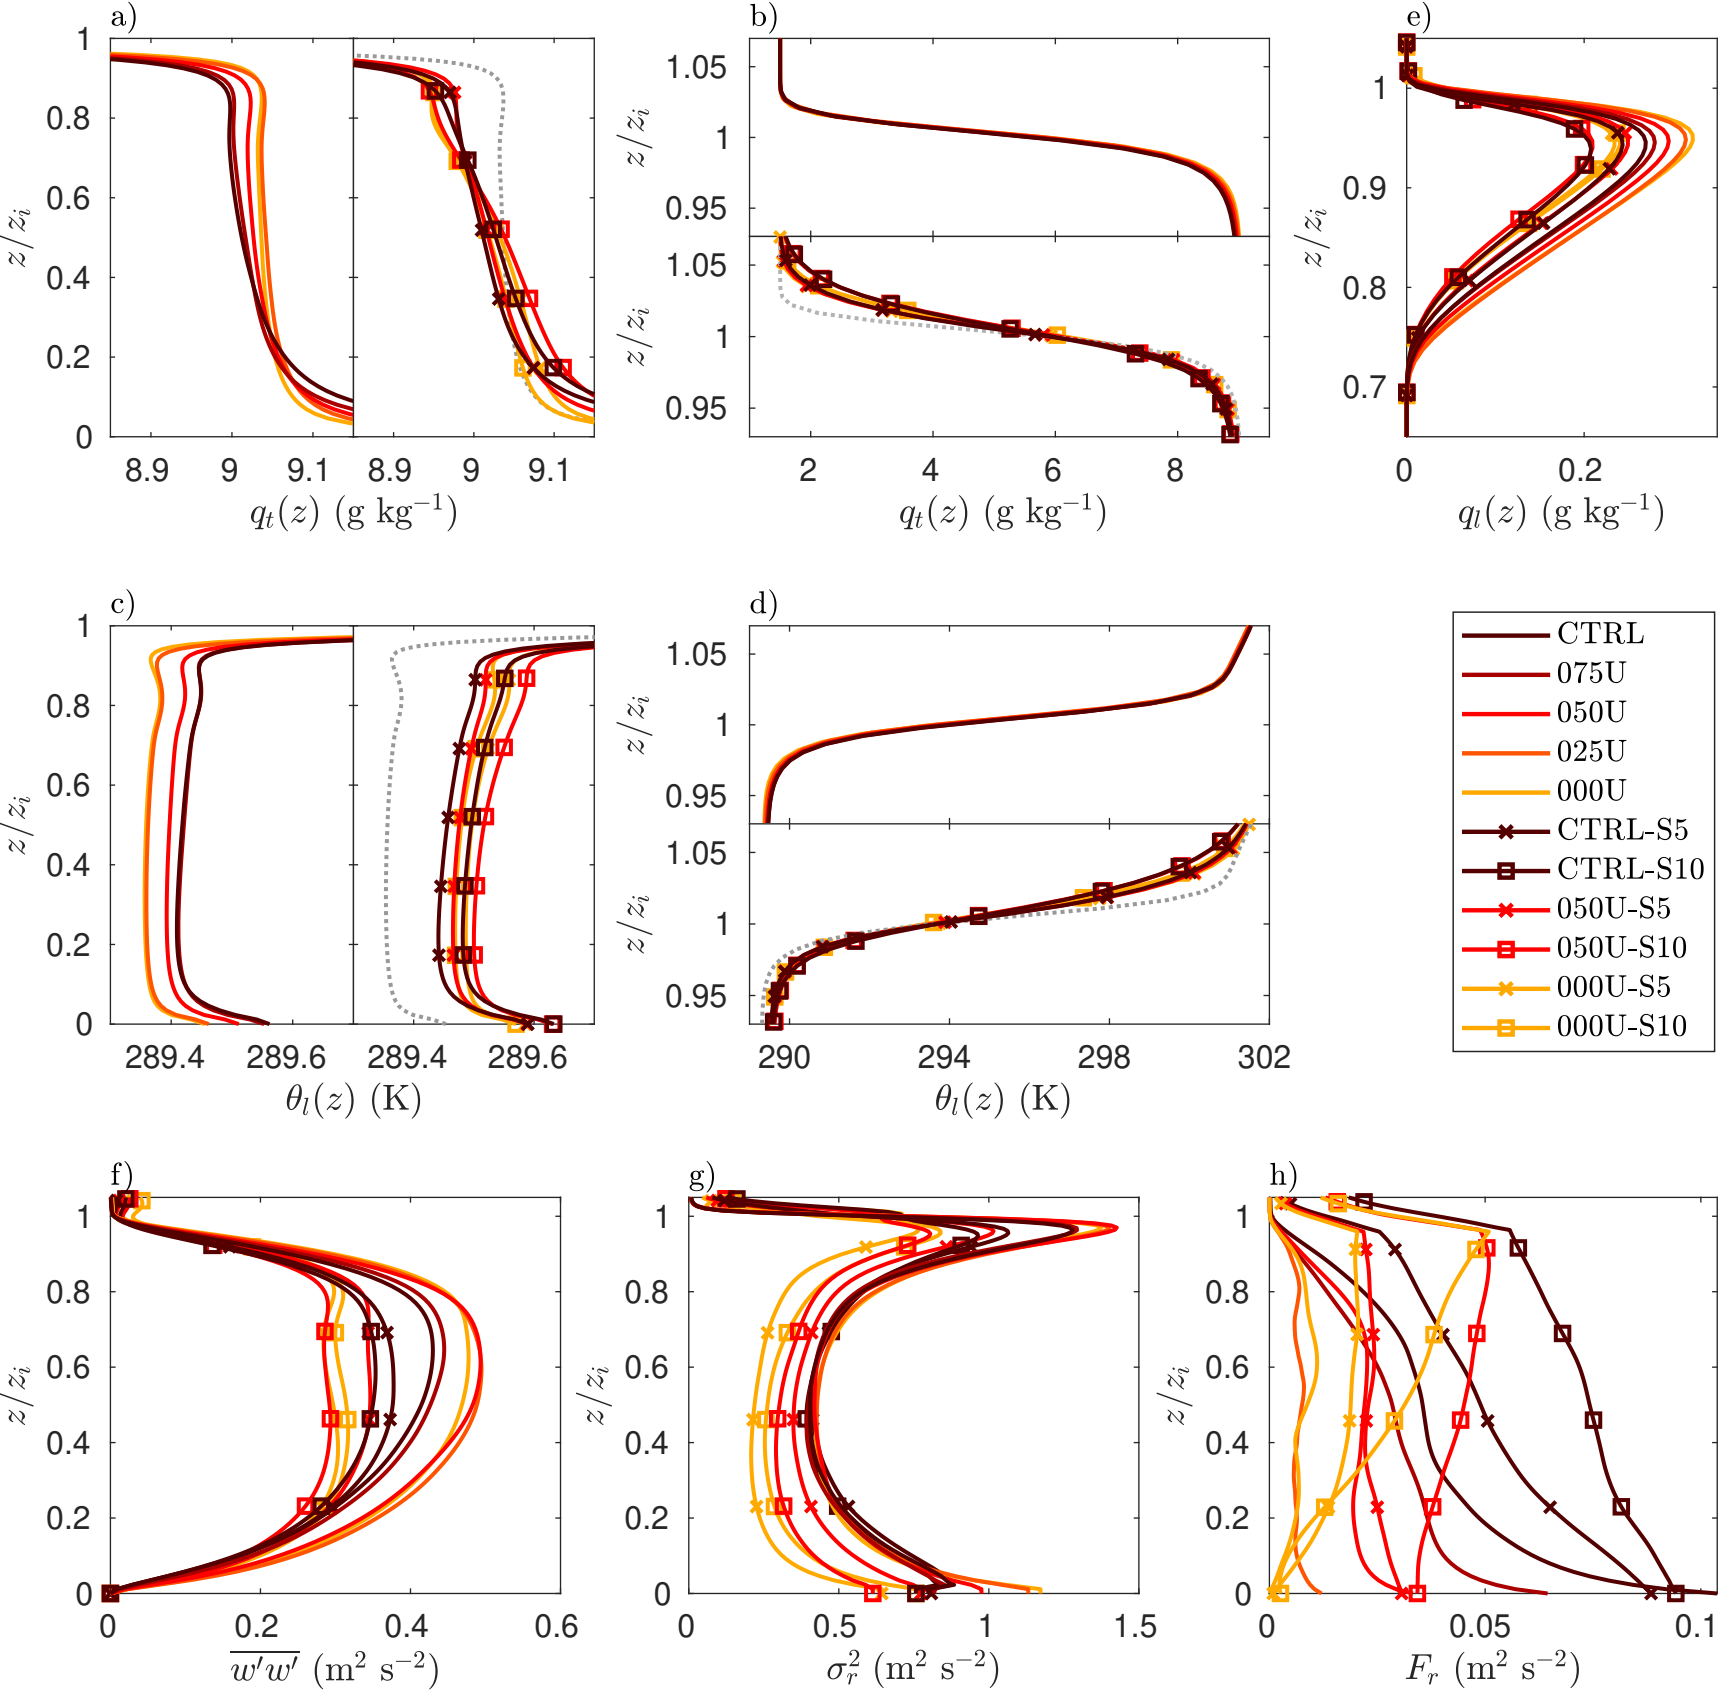 a)
1
0.8
0.6
0.4
0.2
0
z/z_i
8.9 9 9.1 8.9 9 9.1
q_t(z) (g kg⁻¹)
b)
1.05
1
0.95
z/z_i
1.05
1
0.95
z/z_i
2 4 6 8
q_t(z) (g kg⁻¹)
e)
1
0.9
0.8
0.7
z/z_i
0 0.2
q_l(z) (g kg⁻¹)
c)
1
0.8
0.6
0.4
0.2
0
z/z_i
289.4 289.6 289.4 289.6
θ_l(z) (K)
d)
1.05
1
0.95
z/z_i
1.05
1
0.95
z/z_i
290 294 298 302
θ_l(z) (K)
CTRL
075U
050U
025U
000U
CTRL-S5
CTRL-S10
050U-S5
050U-S10
000U-S5
000U-S10
f)
1
0.8
0.6
0.4
0.2
0
z/z_i
0 0.2 0.4 0.6
w′w′ (m² s⁻²)
g)
1
0.8
0.6
0.4
0.2
0
z/z_i
0 0.5 1 1.5
σ_r² (m² s⁻²)
h)
1
0.8
0.6
0.4
0.2
0
z/z_i
0 0.05 0.1
F_r (m² s⁻²)